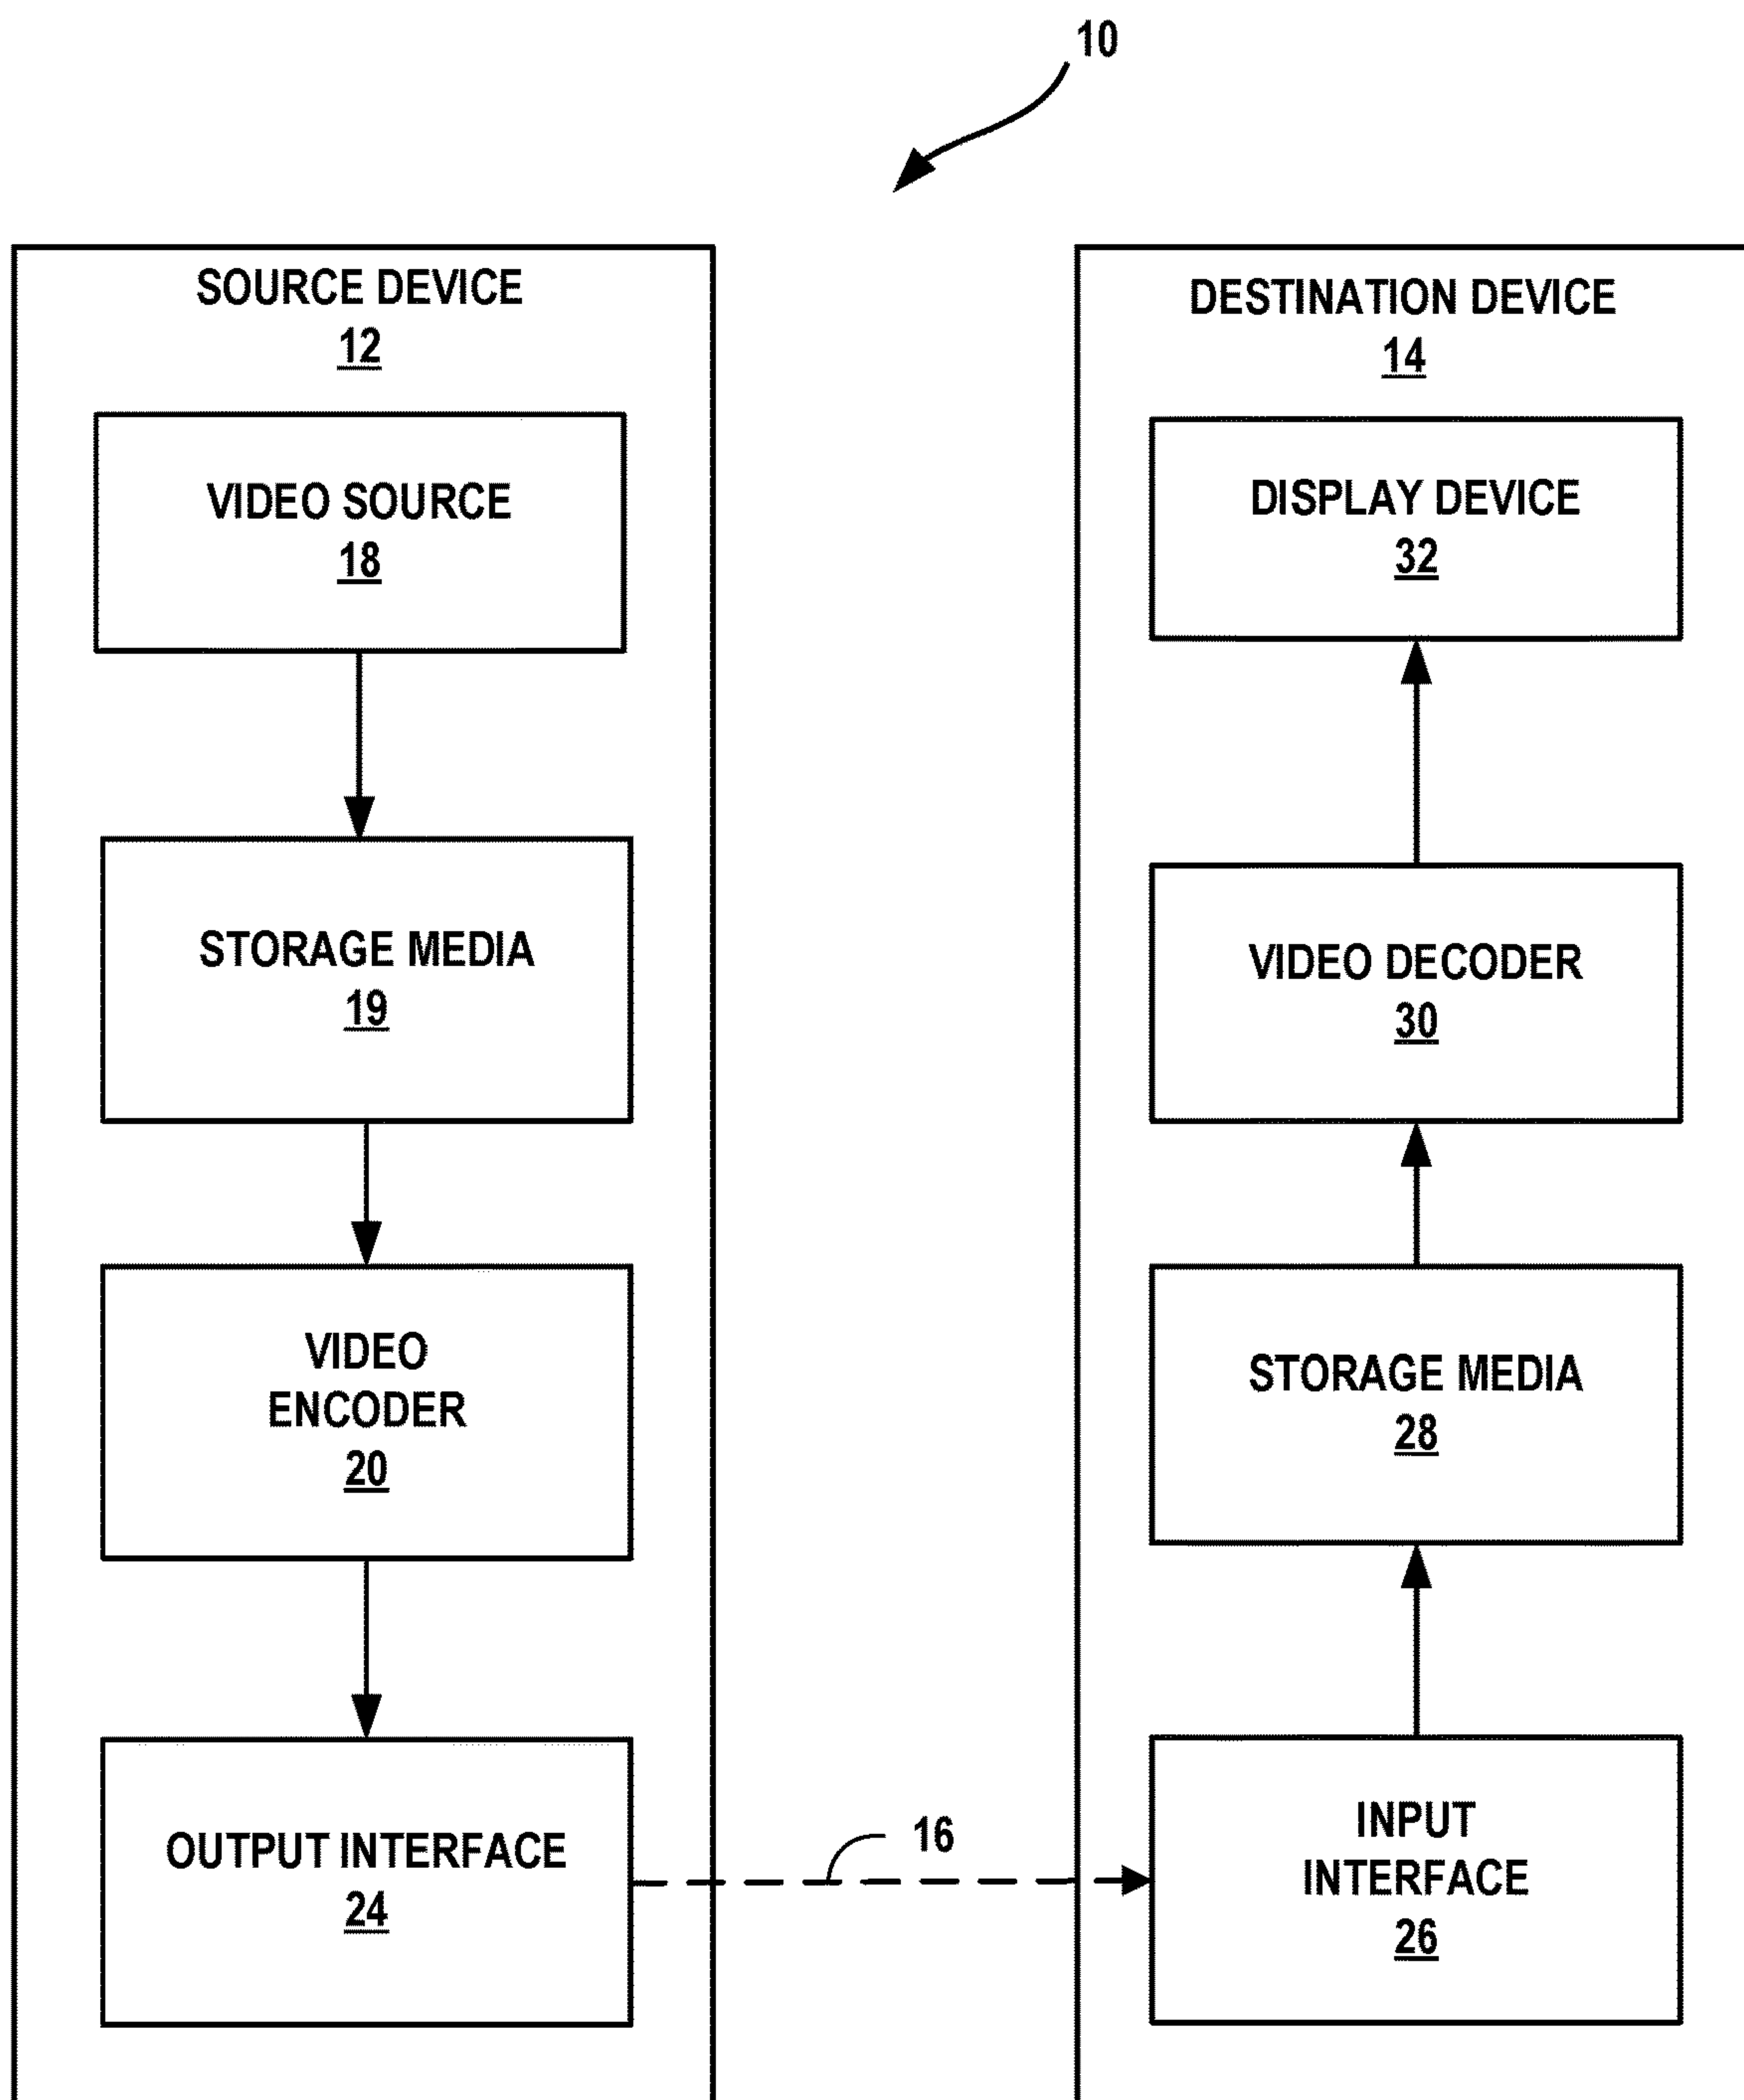 10
SOURCE DEVICE
12
VIDEO SOURCE
18
STORAGE MEDIA
19
VIDEO
ENCODER
20
OUTPUT INTERFACE
24
16
DESTINATION DEVICE
14
DISPLAY DEVICE
32
VIDEO DECODER
30
STORAGE MEDIA
28
INPUT
INTERFACE
26